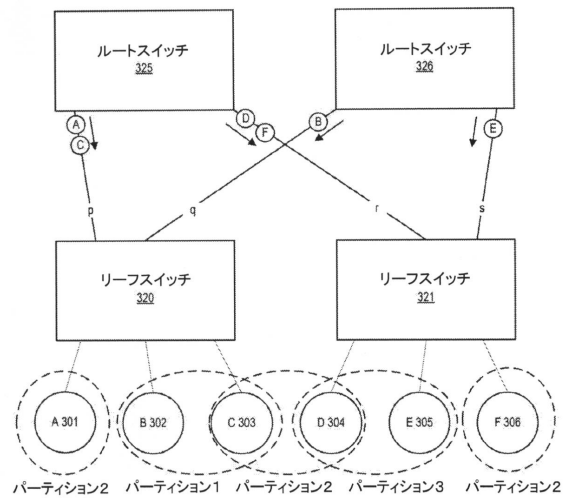 ルートスイッチ
325
ルートスイッチ
326
A
C
D
F
B
E
p
q
r
s
リーフスイッチ
320
リーフスイッチ
321
A 301
B 302
C 303
D 304
E 305
F 306
パーティション2
パーティション1
パーティション2
パーティション3
パーティション2